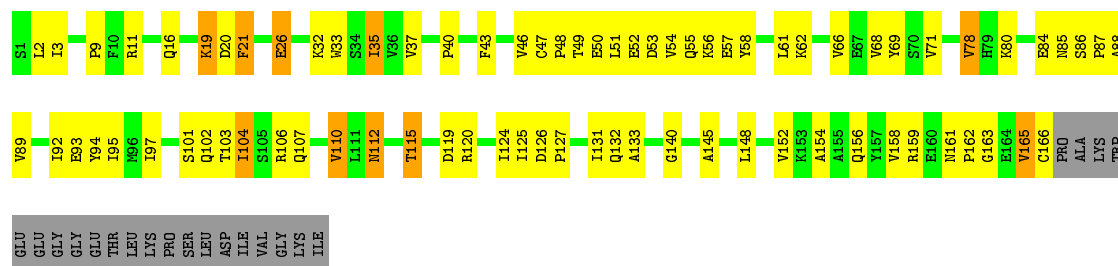 S1 L2 I3 P9 F10 R11 Q16 K19 D20 F21 E26 K32 W33 S34 I35 V36 V37 P40 F43 V46 C47 P48 T49 E50 L51 E52 D53 V54 Q55 K56 E57 Y58 L61 K62 V66 E67 V68 Y69 S70 V71 V78 H79 K80 E84 N85 S86 P87 A88
V89 I92 E93 Y94 I95 M96 I97 S101 Q102 T103 I104 S105 R106 Q107 V110 L111 N112 T115 D119 R120 I124 I125 D126 P127 I131 Q132 A133 G140 A145 L148 V152 K153 A154 A155 Q156 Y157 V158 R159 E160 N161 P162 G163 E164 V165 C166 PRO ALA LYS TRP
GLU GLU GLY GLY GLU THR LEU LYS PRO SER LEU ASP ILE VAL GLY LYS ILE